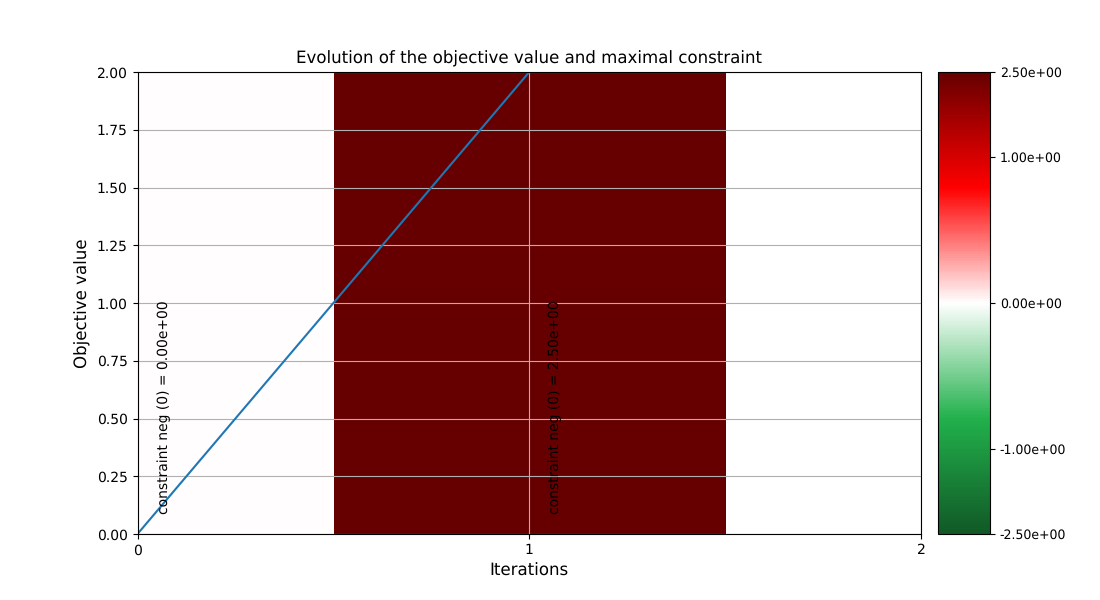 Evolution of the objective value and maximal constraint
Objective value
2.00
1.75
1.50
1.25
1.00
0.75
0.50
0.25
0.00
constraint neg (0) = 0.00e+00
constraint neg (0) = 2.50e+00
0
1
2
Iterations
2.50e+00
1.00e+00
0.00e+00
-1.00e+00
-2.50e+00